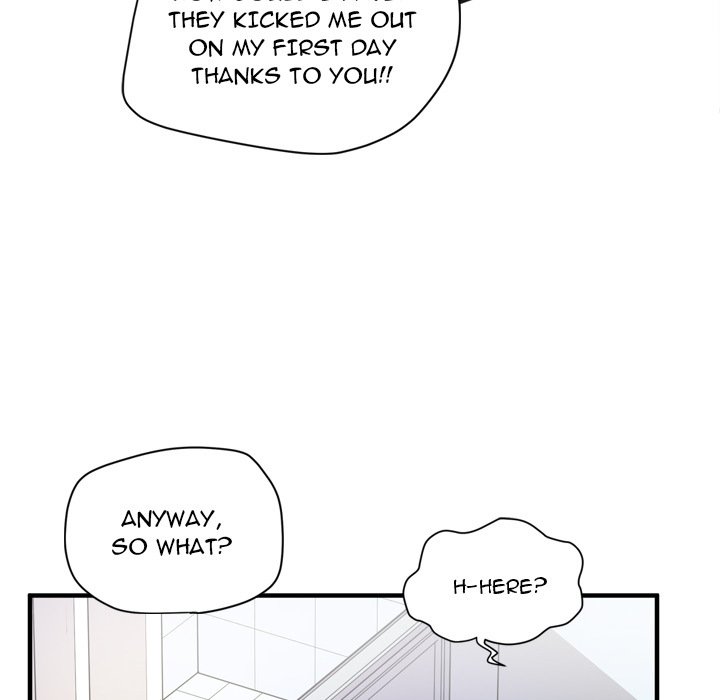 THEY KICKED ME OUT
ON MY FIRST DAY
THANKS TO YOU!!
ANYWAY,
SO WHAT?
H-HERE?